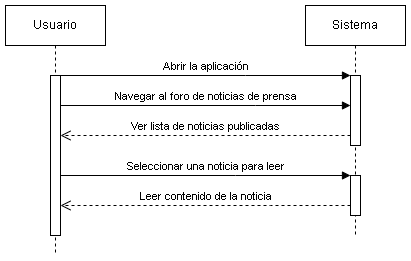 Usuario
Sistema
Abrir la aplicación
Navegar al foro de noticias de prensa
Ver lista de noticias publicadas
Seleccionar una noticia para leer
Leer contenido de la noticia